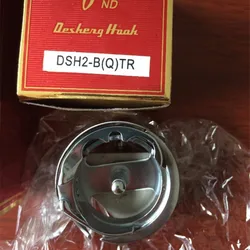 ND
Desheng Hook
DSH2-B(Q)TR